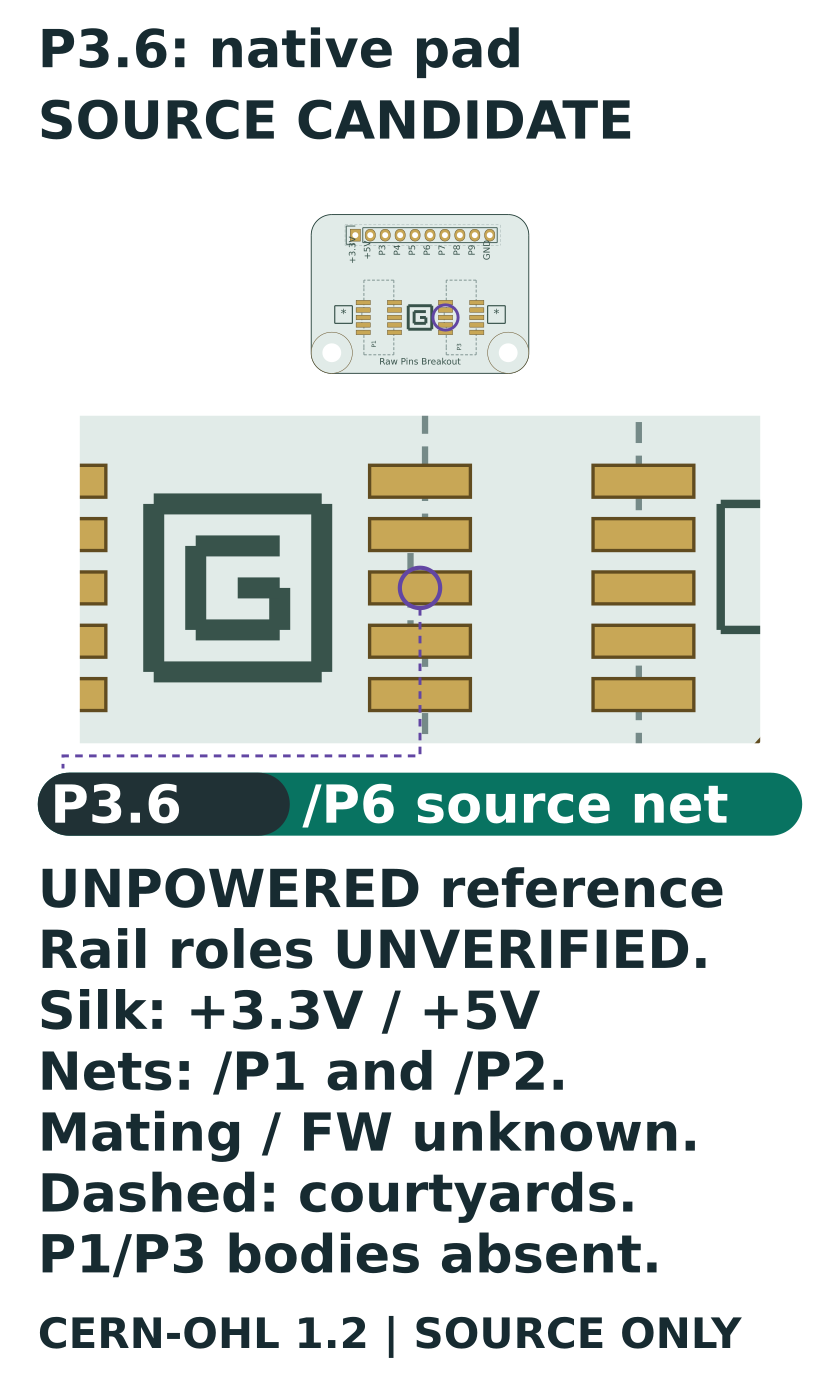 P3.6: native pad
SOURCE CANDIDATE
+3.3V +5V P3 P4 P5 P6 P7 P8 P9 GND
* G *
P1 P3
Raw Pins Breakout
G
P3.6 /P6 source net
UNPOWERED reference
Rail roles UNVERIFIED.
Silk: +3.3V / +5V
Nets: /P1 and /P2.
Mating / FW unknown.
Dashed: courtyards.
P1/P3 bodies absent.
CERN-OHL 1.2 | SOURCE ONLY